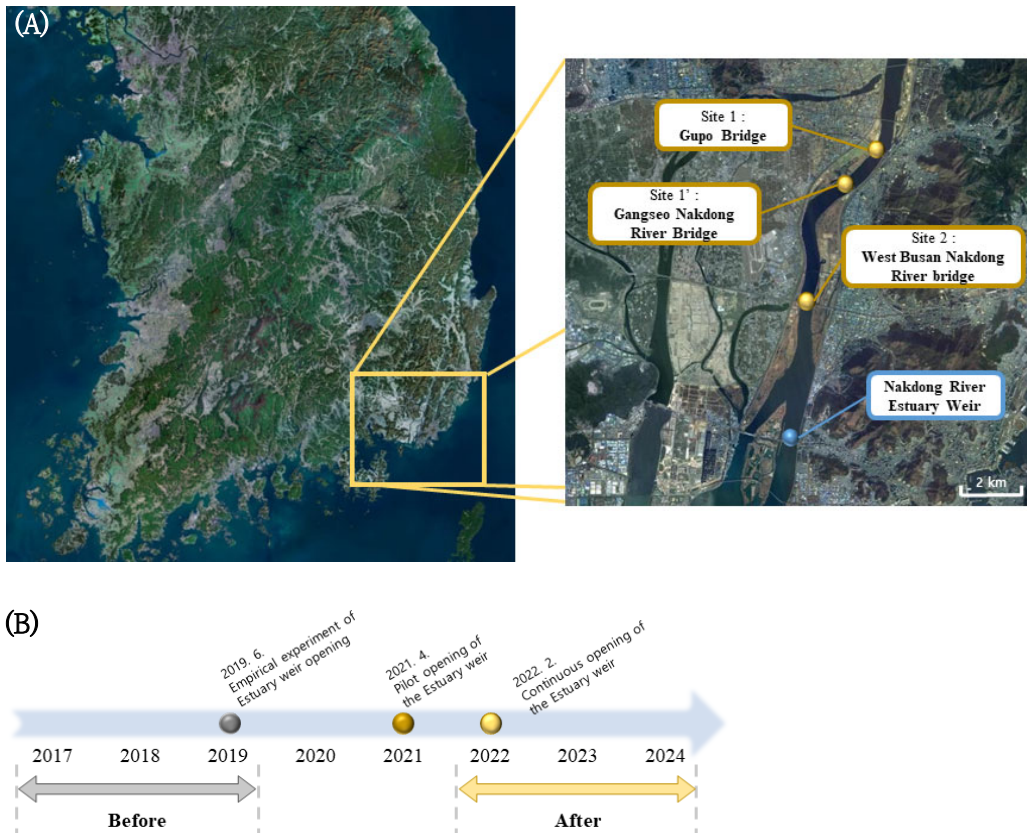 (A)
Site 1 :
Gupo Bridge
Site 1’ :
Gangseo Nakdong
River Bridge
Site 2 :
West Busan Nakdong
River bridge
Nakdong River
Estuary Weir
2 km
(B)
2019. 6.
Empirical experiment of
Estuary weir opening
2021. 4.
Pilot opening of
the Estuary weir
2022. 2.
Continuous opening of
the Estuary weir
2017 2018 2019 2020 2021 2022 2023 2024
Before After